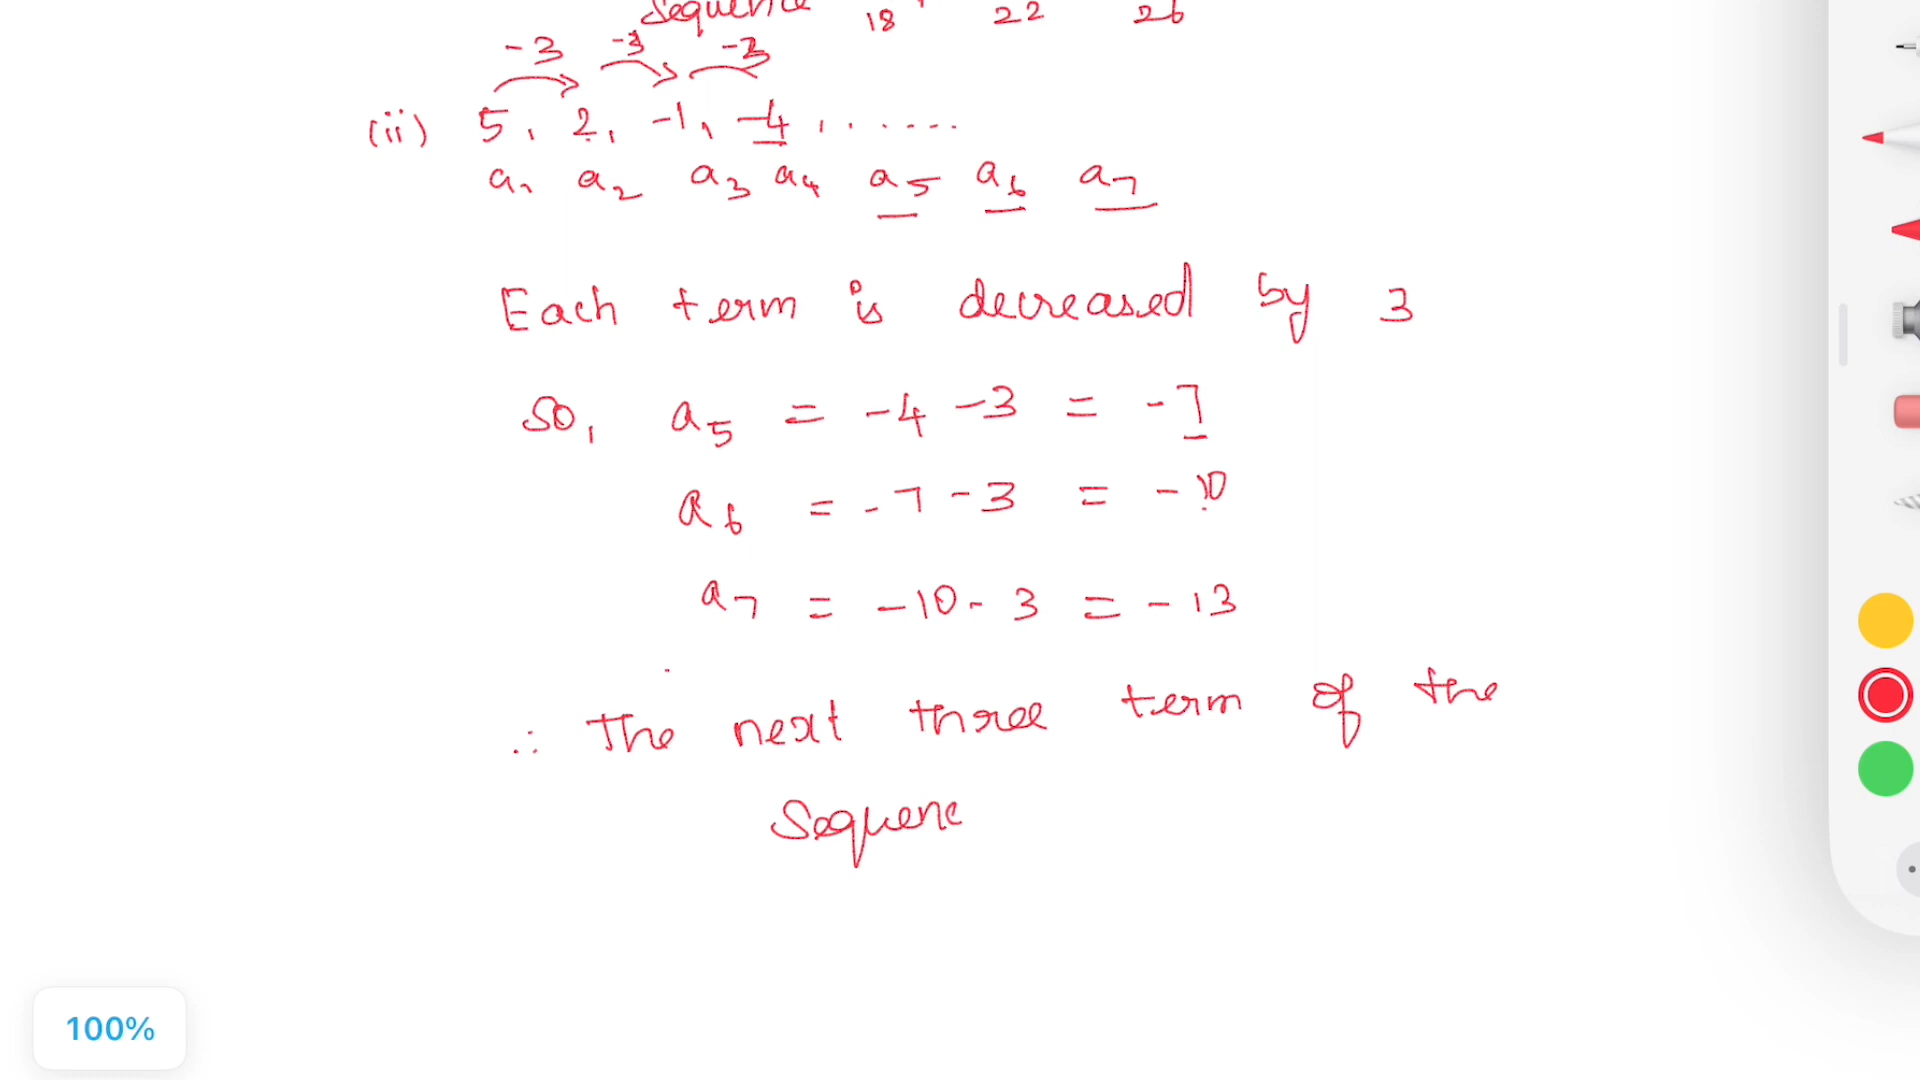 Sequence 18, 22 26
-3 -3 -3
(ii) 5, 2, -1, -4, ......
a1 a2 a3 a4 a5 a6 a7
Each term is decreased by 3
So, a5 = -4 -3 = -7
a6 = -7 -3 = -10
a7 = -10 - 3 = -13
∴ The next three term of the
Sequenc
100%